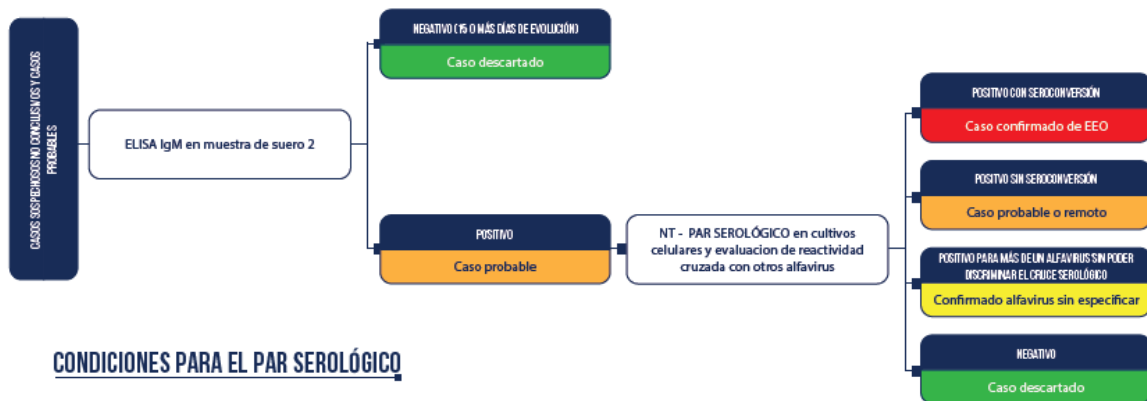 CASOS SOSPECHOSOS NO CONCLUSIVOS Y CASOS
PROBABLES
ELISA IgM en muestra de suero 2
NEGATIVO (15 O MÁS DÍAS DE EVOLUCIÓN)
Caso descartado
POSITIVO
Caso probable
NT - PAR SEROLÓGICO en cultivos
celulares y evaluacion de reactividad
cruzada con otros alfavirus
POSITIVO CON SEROCONVERSIÓN
Caso confirmado de EEO
POSITIVO SIN SEROCONVERSIÓN
Caso probable o remoto
POSITIVO PARA MÁS DE UN ALFAVIRUS SIN PODER
DISCRIMINAR EL CRUCE SEROLÓGICO
Confirmado alfavirus sin especificar
NEGATIVO
Caso descartado
CONDICIONES PARA EL PAR SEROLÓGICO